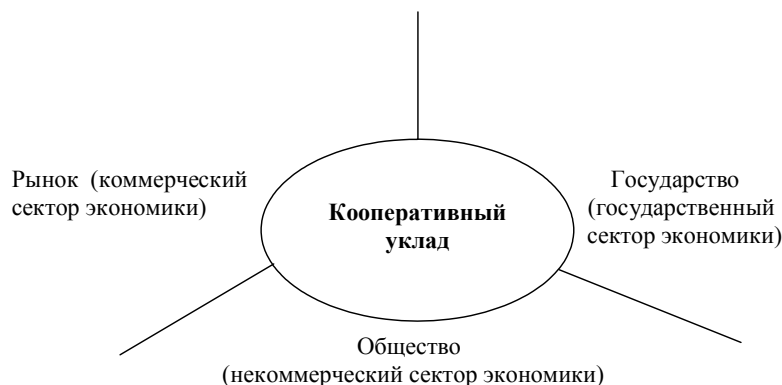 Рынок (коммерческий
сектор экономики)
Кооперативный
уклад
Государство
(государственный
сектор экономики)
Общество
(некоммерческий сектор экономики)